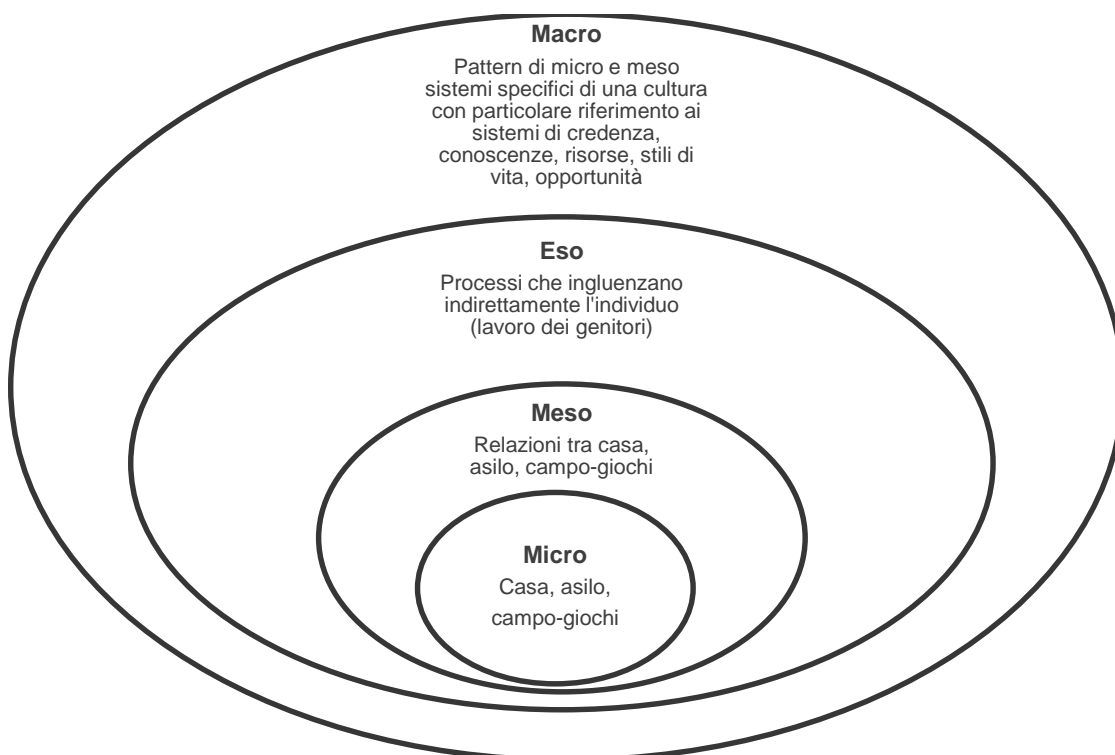 Macro
Pattern di micro e meso
sistemi specifici di una cultura
con particolare riferimento ai
sistemi di credenza,
conoscenze, risorse, stili di
vita, opportunità
Eso
Processi che ingluenzano
indirettamente l'individuo
(lavoro dei genitori)
Meso
Relazioni tra casa,
asilo, campo-giochi
Micro
Casa, asilo,
campo-giochi